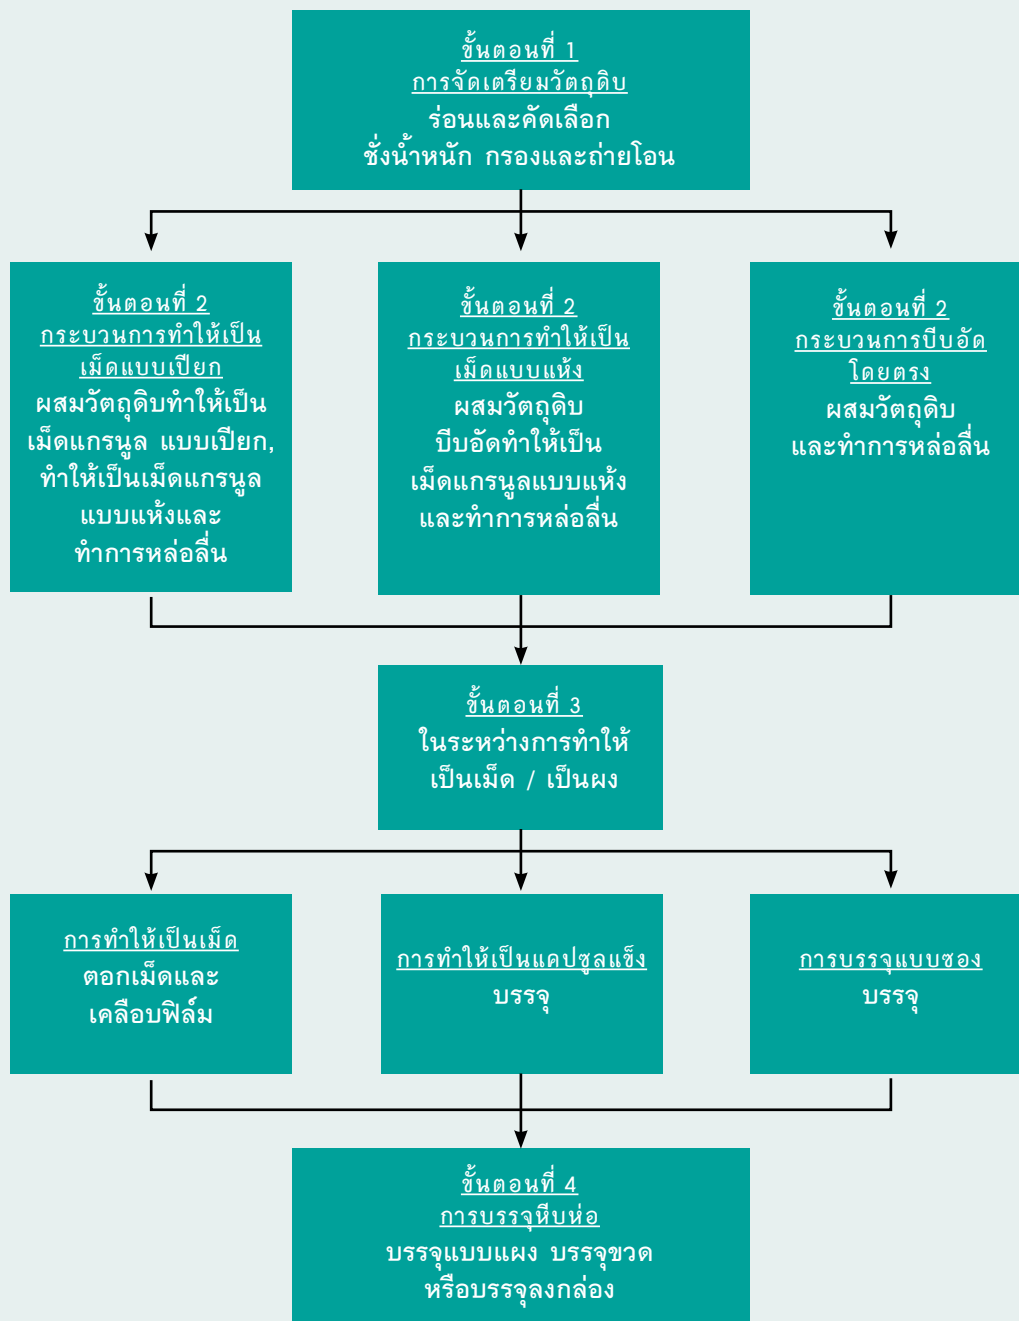 ขั้นตอนที่ 1
การจัดเตรียมวัตถุดิบ
ร่อนและคัดเลือก
ชั่งน้ำหนัก กรองและถ่ายโอน
ขั้นตอนที่ 2
กระบวนการทำให้เป็น
เม็ดแบบเปียก
ผสมวัตถุดิบทำให้เป็น
เม็ดแกรนูล แบบเปียก,
ทำให้เป็นเม็ดแกรนูล
แบบแห้งและ
ทำการหล่อลื่น
ขั้นตอนที่ 2
กระบวนการทำให้เป็น
เม็ดแบบแห้ง
ผสมวัตถุดิบ
บีบอัดทำให้เป็น
เม็ดแกรนูลแบบแห้ง
และทำการหล่อลื่น
ขั้นตอนที่ 2
กระบวนการบีบอัด
โดยตรง
ผสมวัตถุดิบ
และทำการหล่อลื่น
ขั้นตอนที่ 3
ในระหว่างการทำให้
เป็นเม็ด / เป็นผง
การทำให้เป็นเม็ด
ตอกเม็ดและ
เคลือบฟิล์ม
การทำให้เป็นแคปซูลแข็ง
บรรจุ
การบรรจุแบบซอง
บรรจุ
ขั้นตอนที่ 4
การบรรจุหีบห่อ
บรรจุแบบแผง บรรจุขวด
หรือบรรจุลงกล่อง